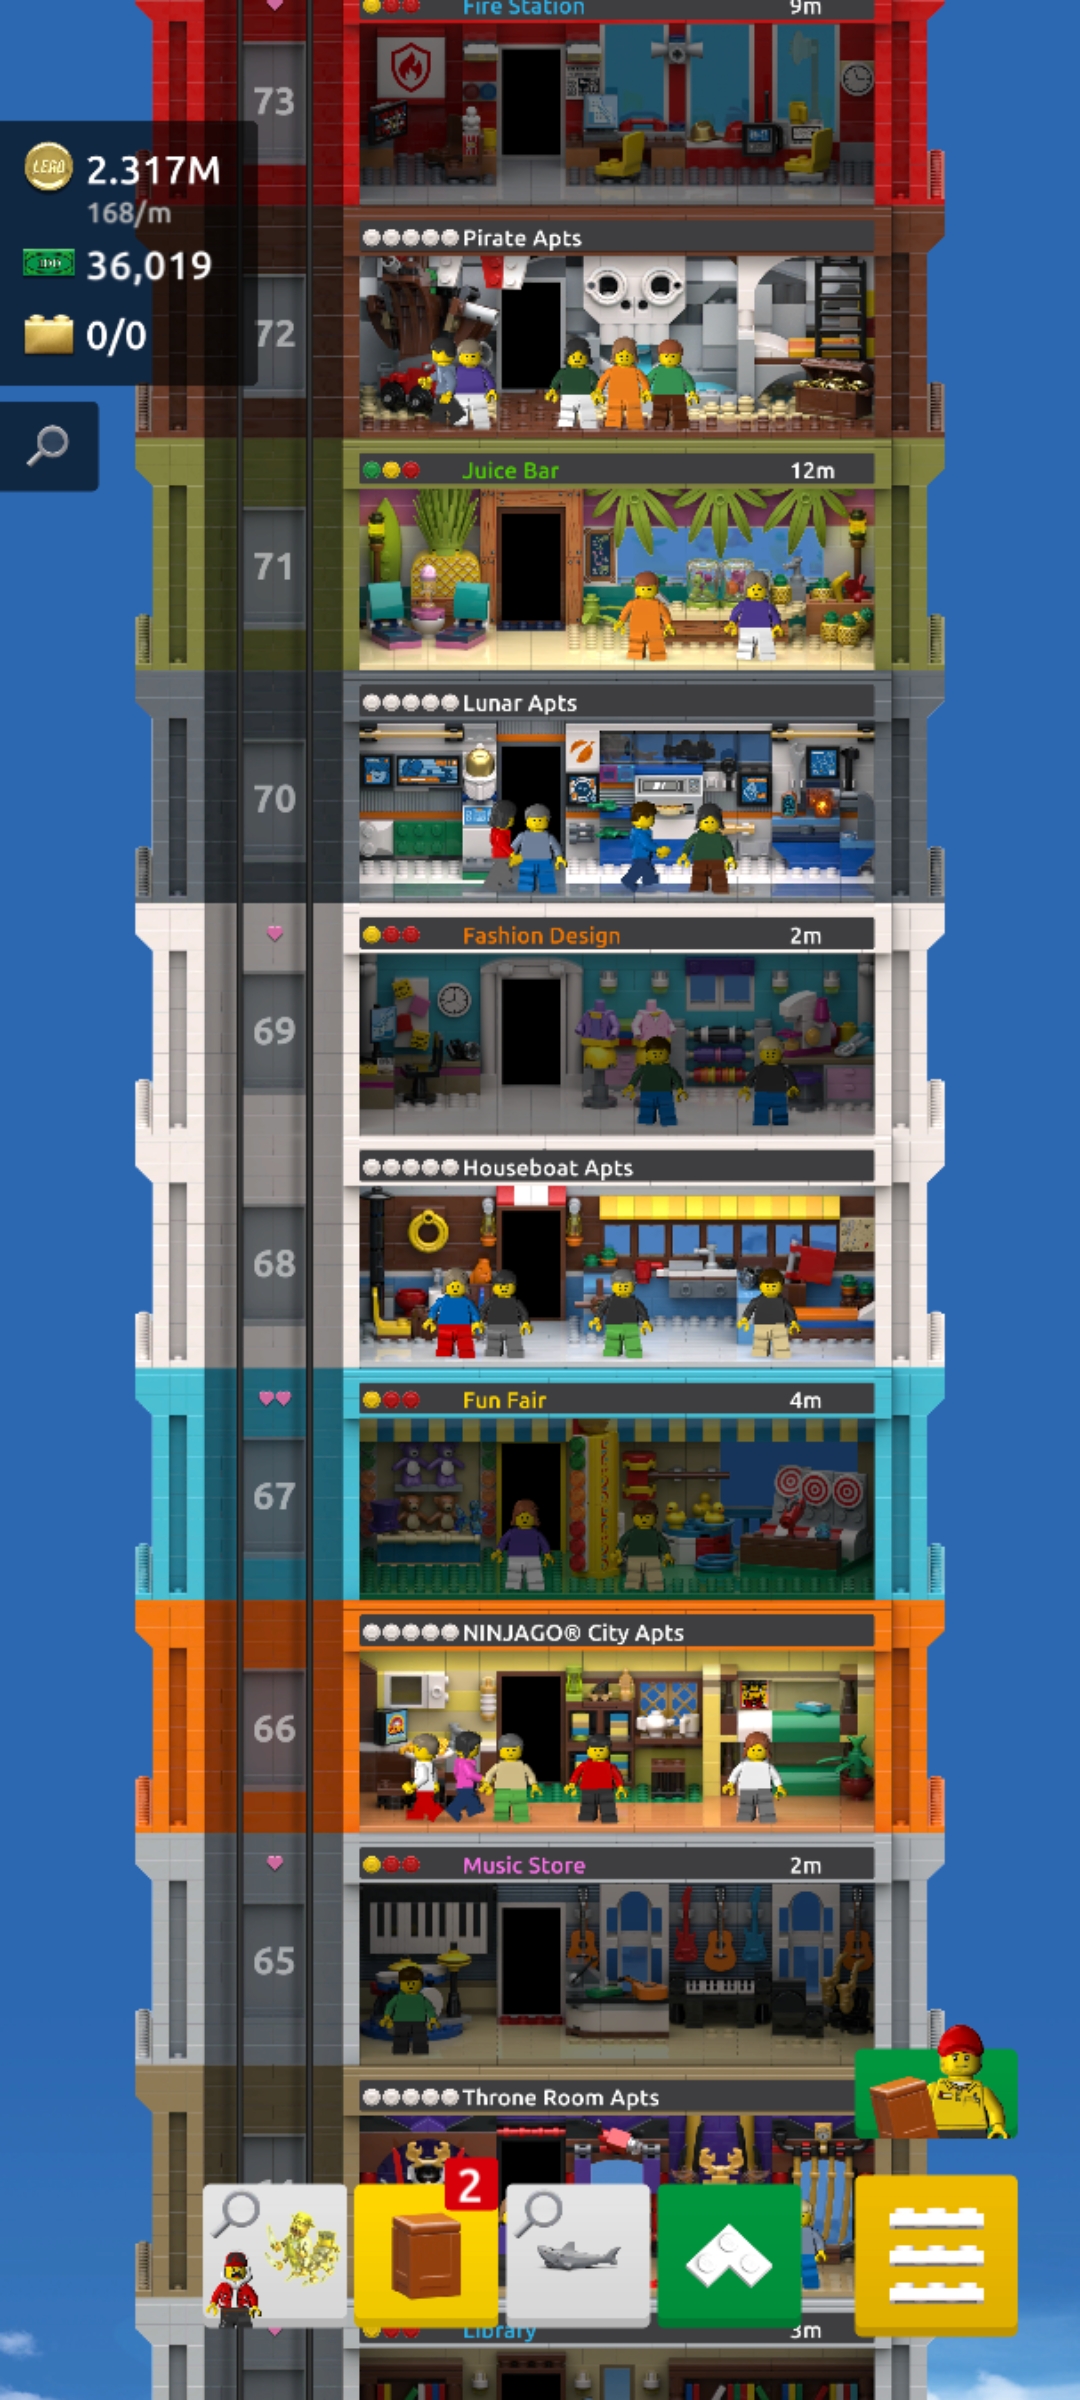 Fire Station 9m
73
LEGO 2.317M
168/m
36,019
0/0
Pirate Apts
72
Juice Bar 12m
71
Lunar Apts
70
Fashion Design 2m
69
Houseboat Apts
68
Fun Fair 4m
67
NINJAGO® City Apts
66
Music Store 2m
65
Throne Room Apts
2
Library 3m